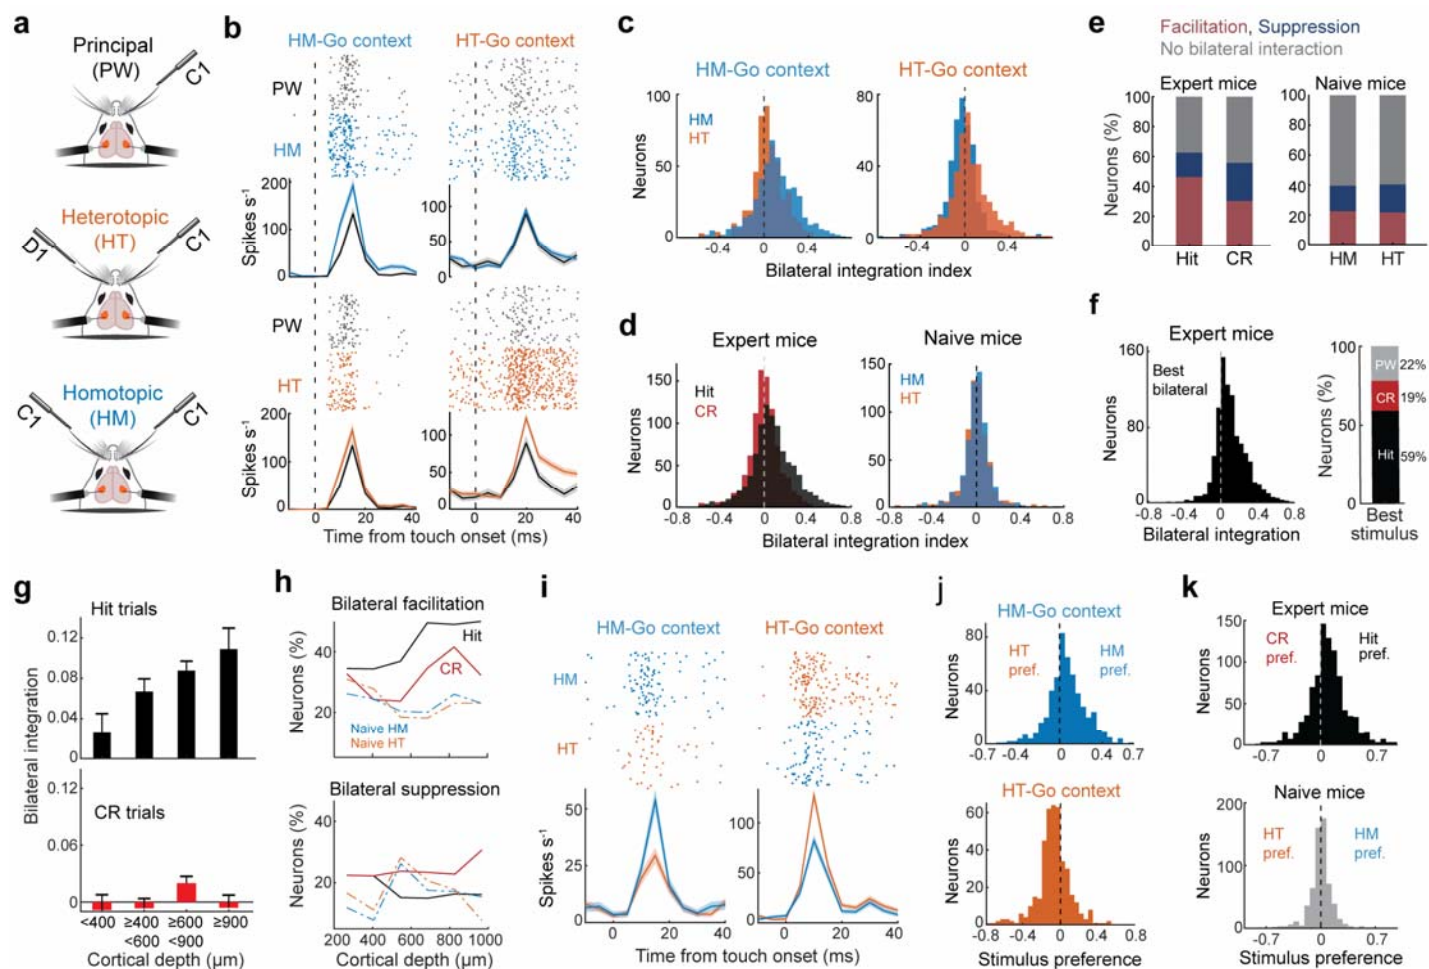 a
Principal
(PW)
C1
Heterotopic
(HT)
D1
C1
Homotopic
(HM)
C1
C1
b
HM-Go context
HT-Go context
PW
HM
200
100
0
Spikes s⁻¹
100
50
0
PW
HT
200
100
0
Spikes s⁻¹
100
50
0
0
20
40
0
20
40
Time from touch onset (ms)
c
HM-Go context
HT-Go context
100
50
0
Neurons
HM
HT
80
40
0
-0.4
0
0.4
-0.4
0
0.4
Bilateral integration index
d
Expert mice
Naive mice
150
100
50
0
Neurons
Hit
CR
150
100
50
0
Neurons
HM
HT
-0.8
-0.4
0
0.4
0.8
-0.8
-0.4
0
0.4
0.8
Bilateral integration index
e
Facilitation, Suppression
No bilateral interaction
Expert mice
Naive mice
100
80
60
40
20
0
Neurons (%)
100
80
60
40
20
0
Hit
CR
HM
HT
f
Expert mice
160
80
0
Neurons
Best
bilateral
-0.4
0
0.4
0.8
Bilateral integration
100
50
0
Neurons (%)
PW
22%
CR
19%
Hit
59%
Best
stimulus
g
Hit trials
0.12
0.08
0.04
0
Bilateral integration
CR trials
0.12
0.06
0
<400
≥400
≥600
≥900
<600
<900
Cortical depth (µm)
h
Bilateral facilitation
Hit
CR
Naive HM
Naive HT
40
20
Neurons (%)
Bilateral suppression
40
20
Neurons (%)
200
400
600
800
1000
Cortical depth (µm)
i
HM-Go context
HT-Go context
HM
HT
50
25
0
Spikes s⁻¹
100
50
0
0
20
40
0
20
40
Time from touch onset (ms)
j
HM-Go context
80
40
0
Neurons
HT
pref.
HM
pref.
-0.7
0
0.7
HT-Go context
60
40
20
0
Neurons
-0.8
-0.4
0
0.4
0.8
Stimulus preference
k
Expert mice
150
100
50
0
Neurons
CR
pref.
Hit
pref.
-0.7
0
0.7
Naive mice
200
100
0
Neurons
HT
pref.
HM
pref.
-0.7
0
0.7
Stimulus preference